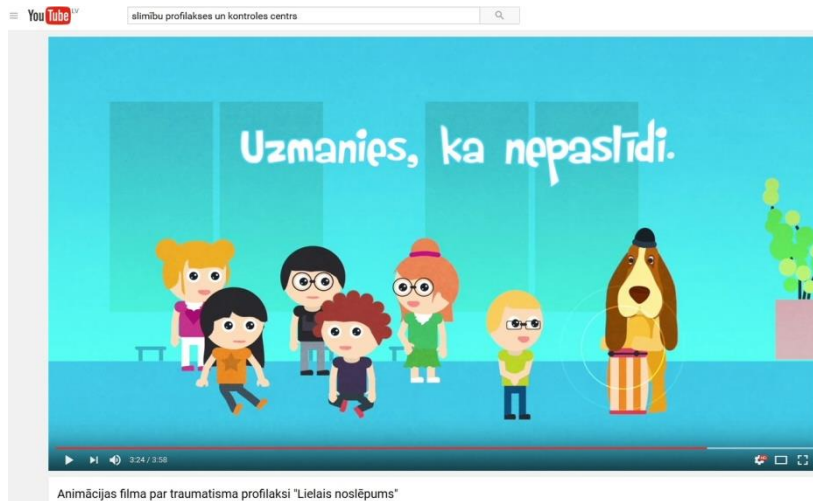 YouTube LV
slimību profilakses un kontroles centrs
Uzmanies, ka nepaslīdi.
3:24 / 3:58
Animācijas filma par traumatisma profilaksi "Lielais noslēpums"